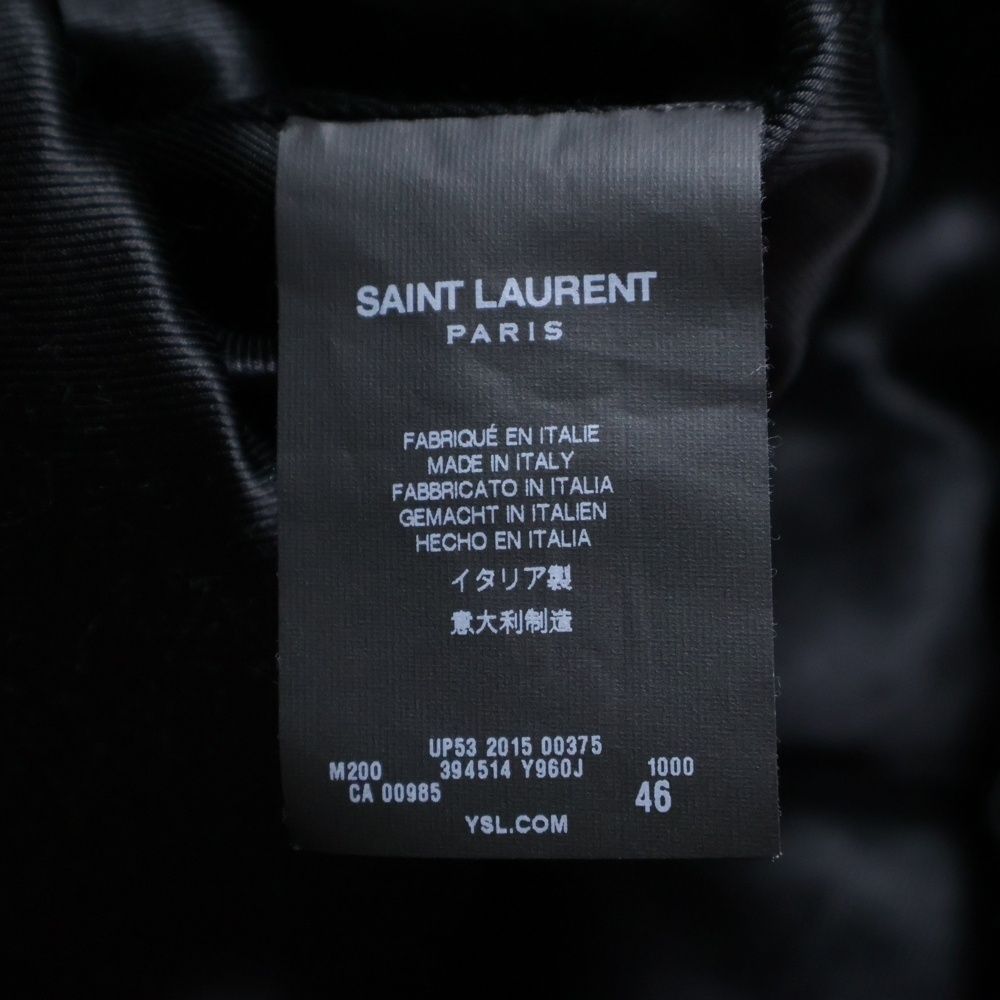 SAINT LAURENT
PARIS
FABRIQUÉ EN ITALIE
MADE IN ITALY
FABBRICATO IN ITALIA
GEMACHT IN ITALIEN
HECHO EN ITALIA
イタリア製
意大利制造
UP53 2015 00375
M200 394514 Y960J 1000
CA 00985 46
YSL.COM